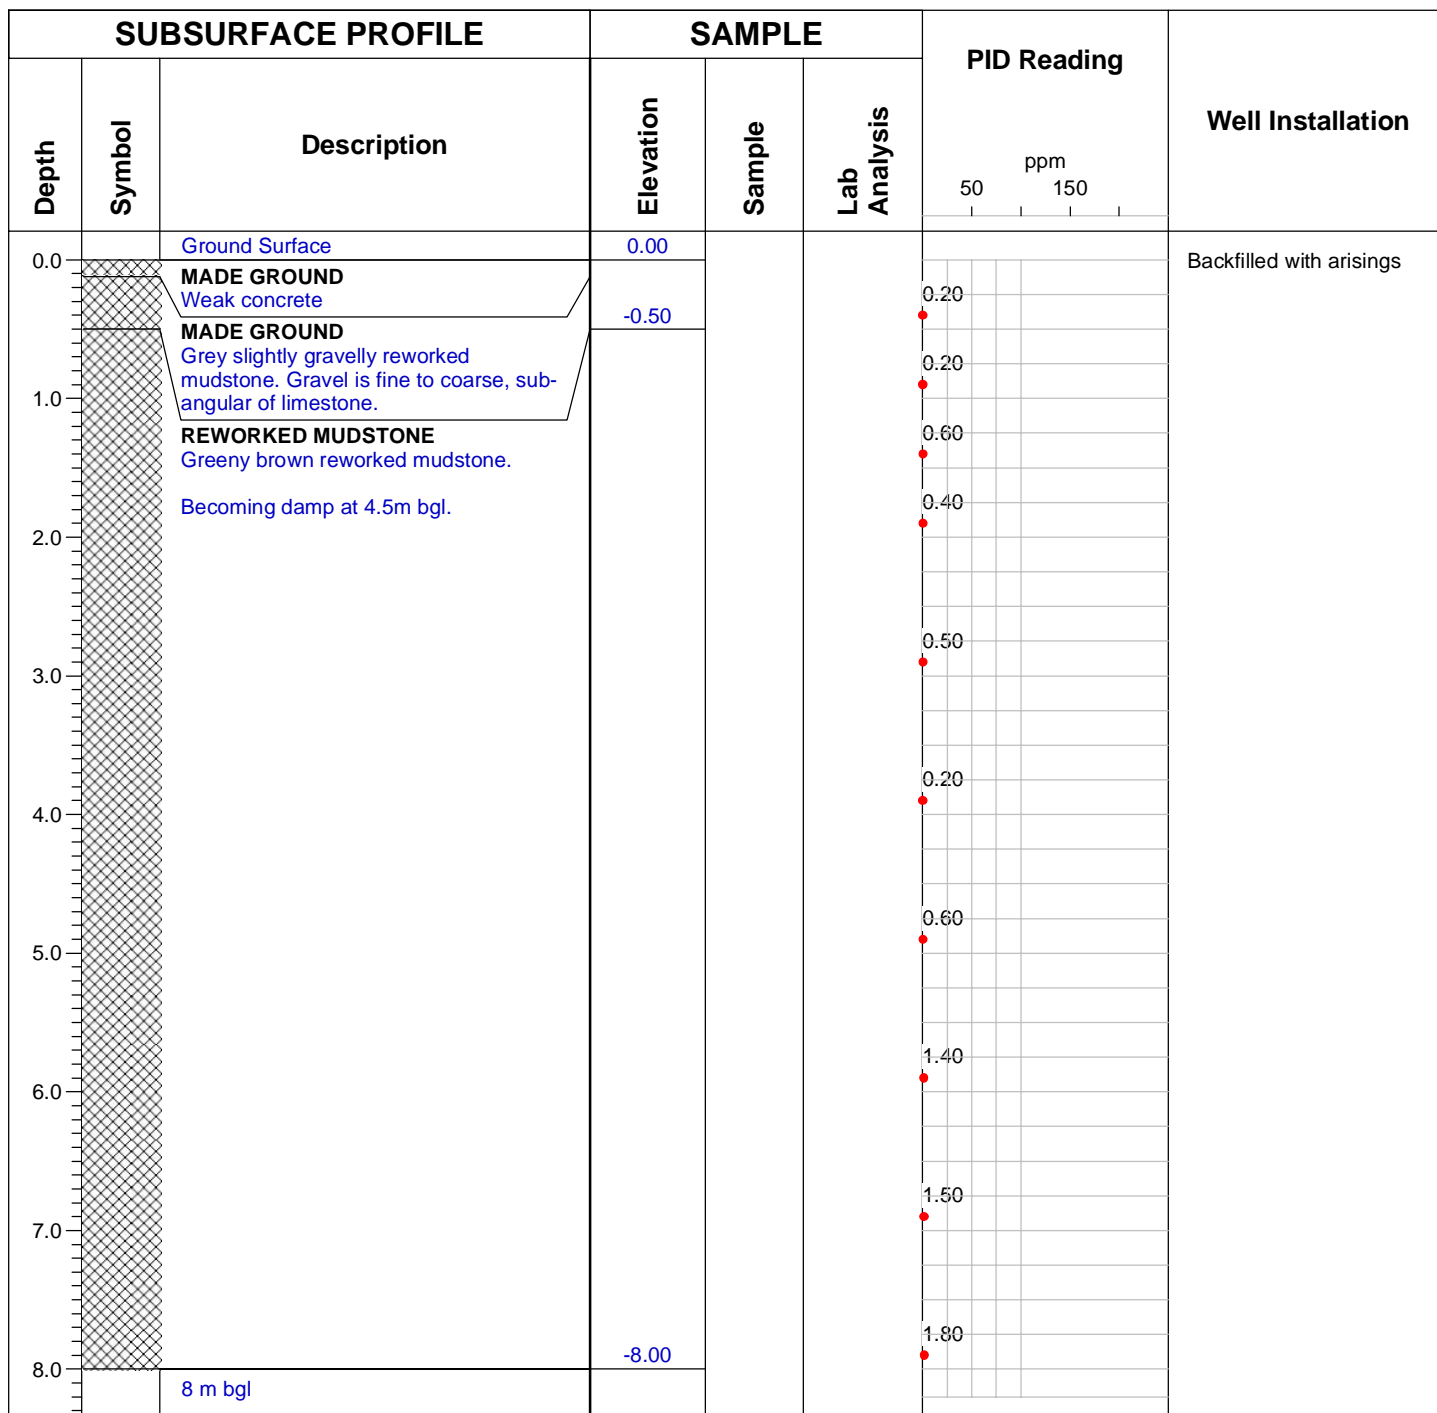 SUBSURFACE PROFILE
SAMPLE
PID Reading
Well Installation
Depth
Symbol
Description
Elevation
Sample
Lab
Analysis
ppm
50 150
Ground Surface
0.00
Backfilled with arisings
0.0
MADE GROUND
Weak concrete
0.20
-0.50
MADE GROUND
Grey slightly gravelly reworked
mudstone. Gravel is fine to coarse, sub-
angular of limestone.
0.20
1.0
REWORKED MUDSTONE
Greeny brown reworked mudstone.
0.60
Becoming damp at 4.5m bgl.
0.40
2.0
0.50
3.0
0.20
4.0
0.60
5.0
1.40
6.0
1.50
7.0
1.80
-8.00
8.0
8 m bgl